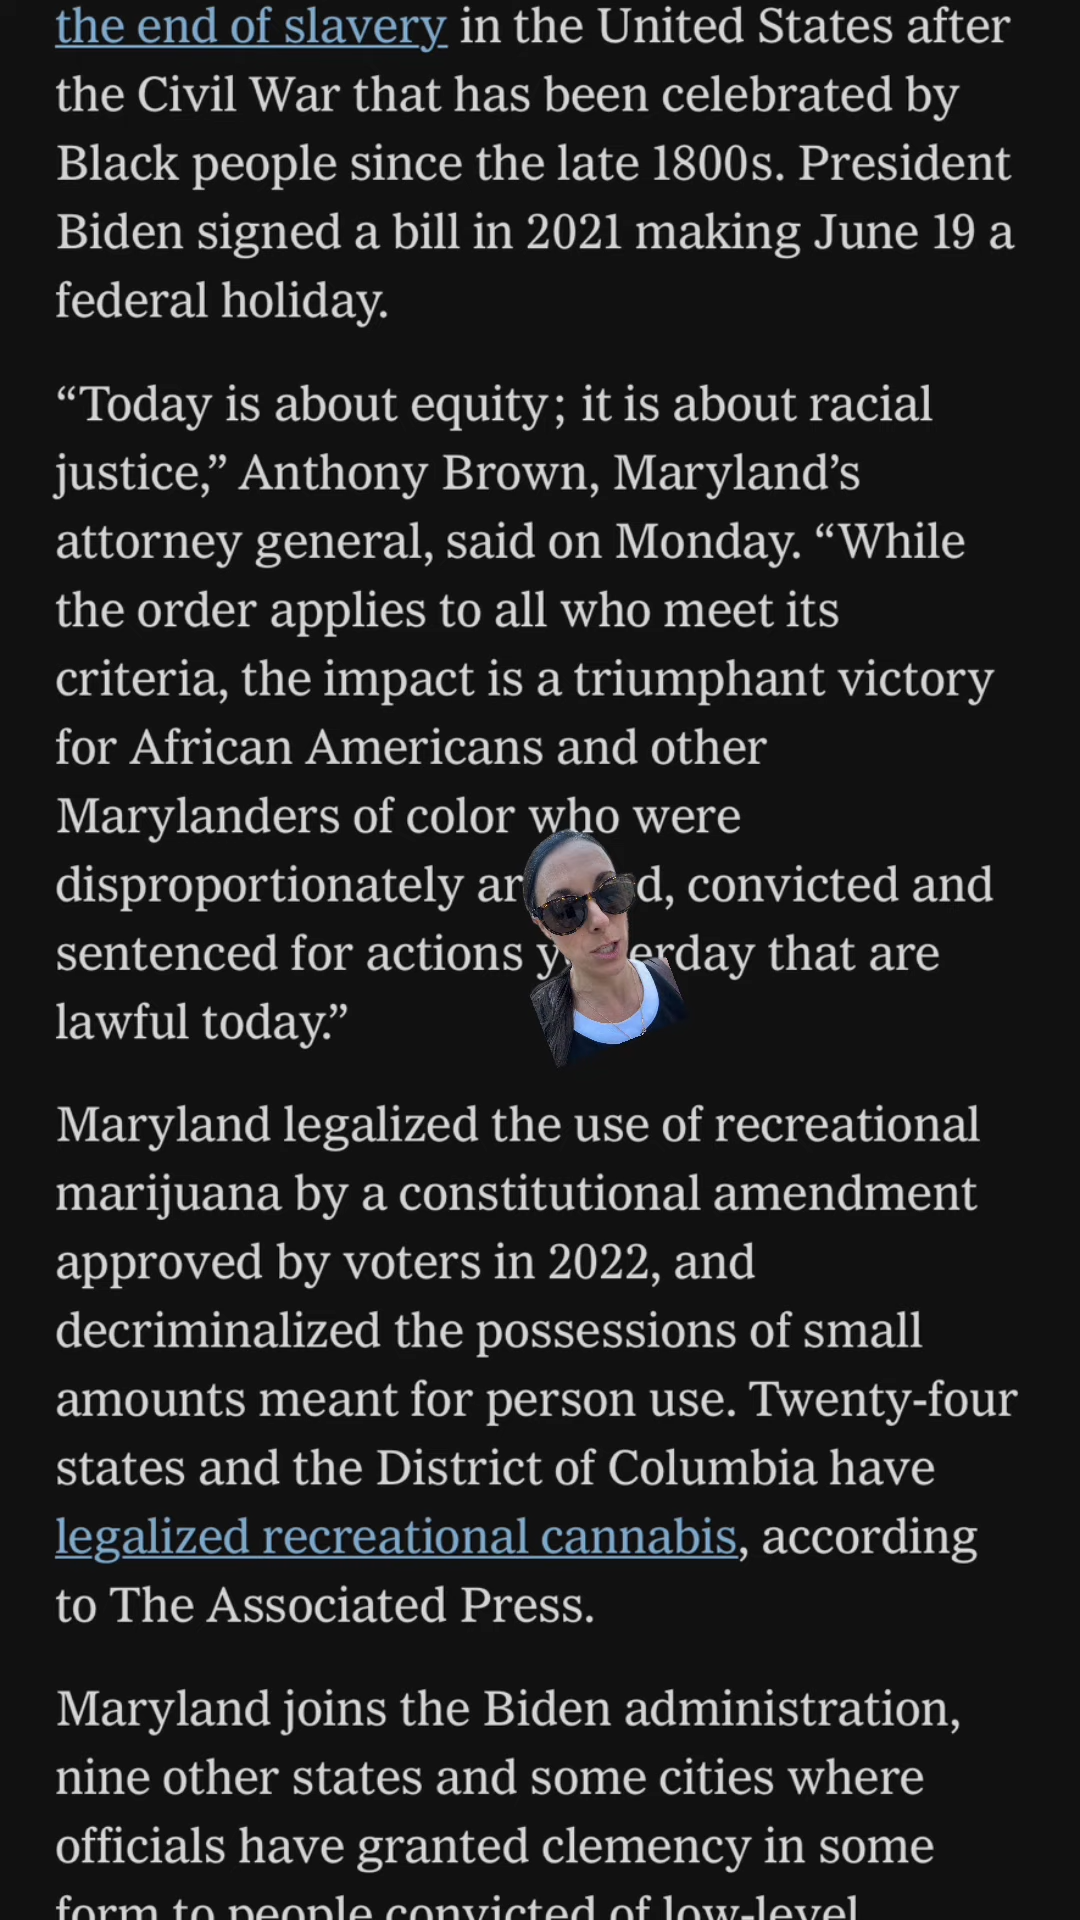 the end of slavery in the United States after
the Civil War that has been celebrated by
Black people since the late 1800s. President
Biden signed a bill in 2021 making June 19 a
federal holiday.
“Today is about equity; it is about racial
justice,” Anthony Brown, Maryland’s
attorney general, said on Monday. “While
the order applies to all who meet its
criteria, the impact is a triumphant victory
for African Americans and other
Marylanders of color who were
disproportionately convicted and
sentenced for actions that are
lawful today.”
Maryland legalized the use of recreational
marijuana by a constitutional amendment
approved by voters in 2022, and
decriminalized the possessions of small
amounts meant for person use. Twenty-four
states and the District of Columbia have
legalized recreational cannabis, according
to The Associated Press.
Maryland joins the Biden administration,
nine other states and some cities where
officials have granted clemency in some
form to people convicted of low-level